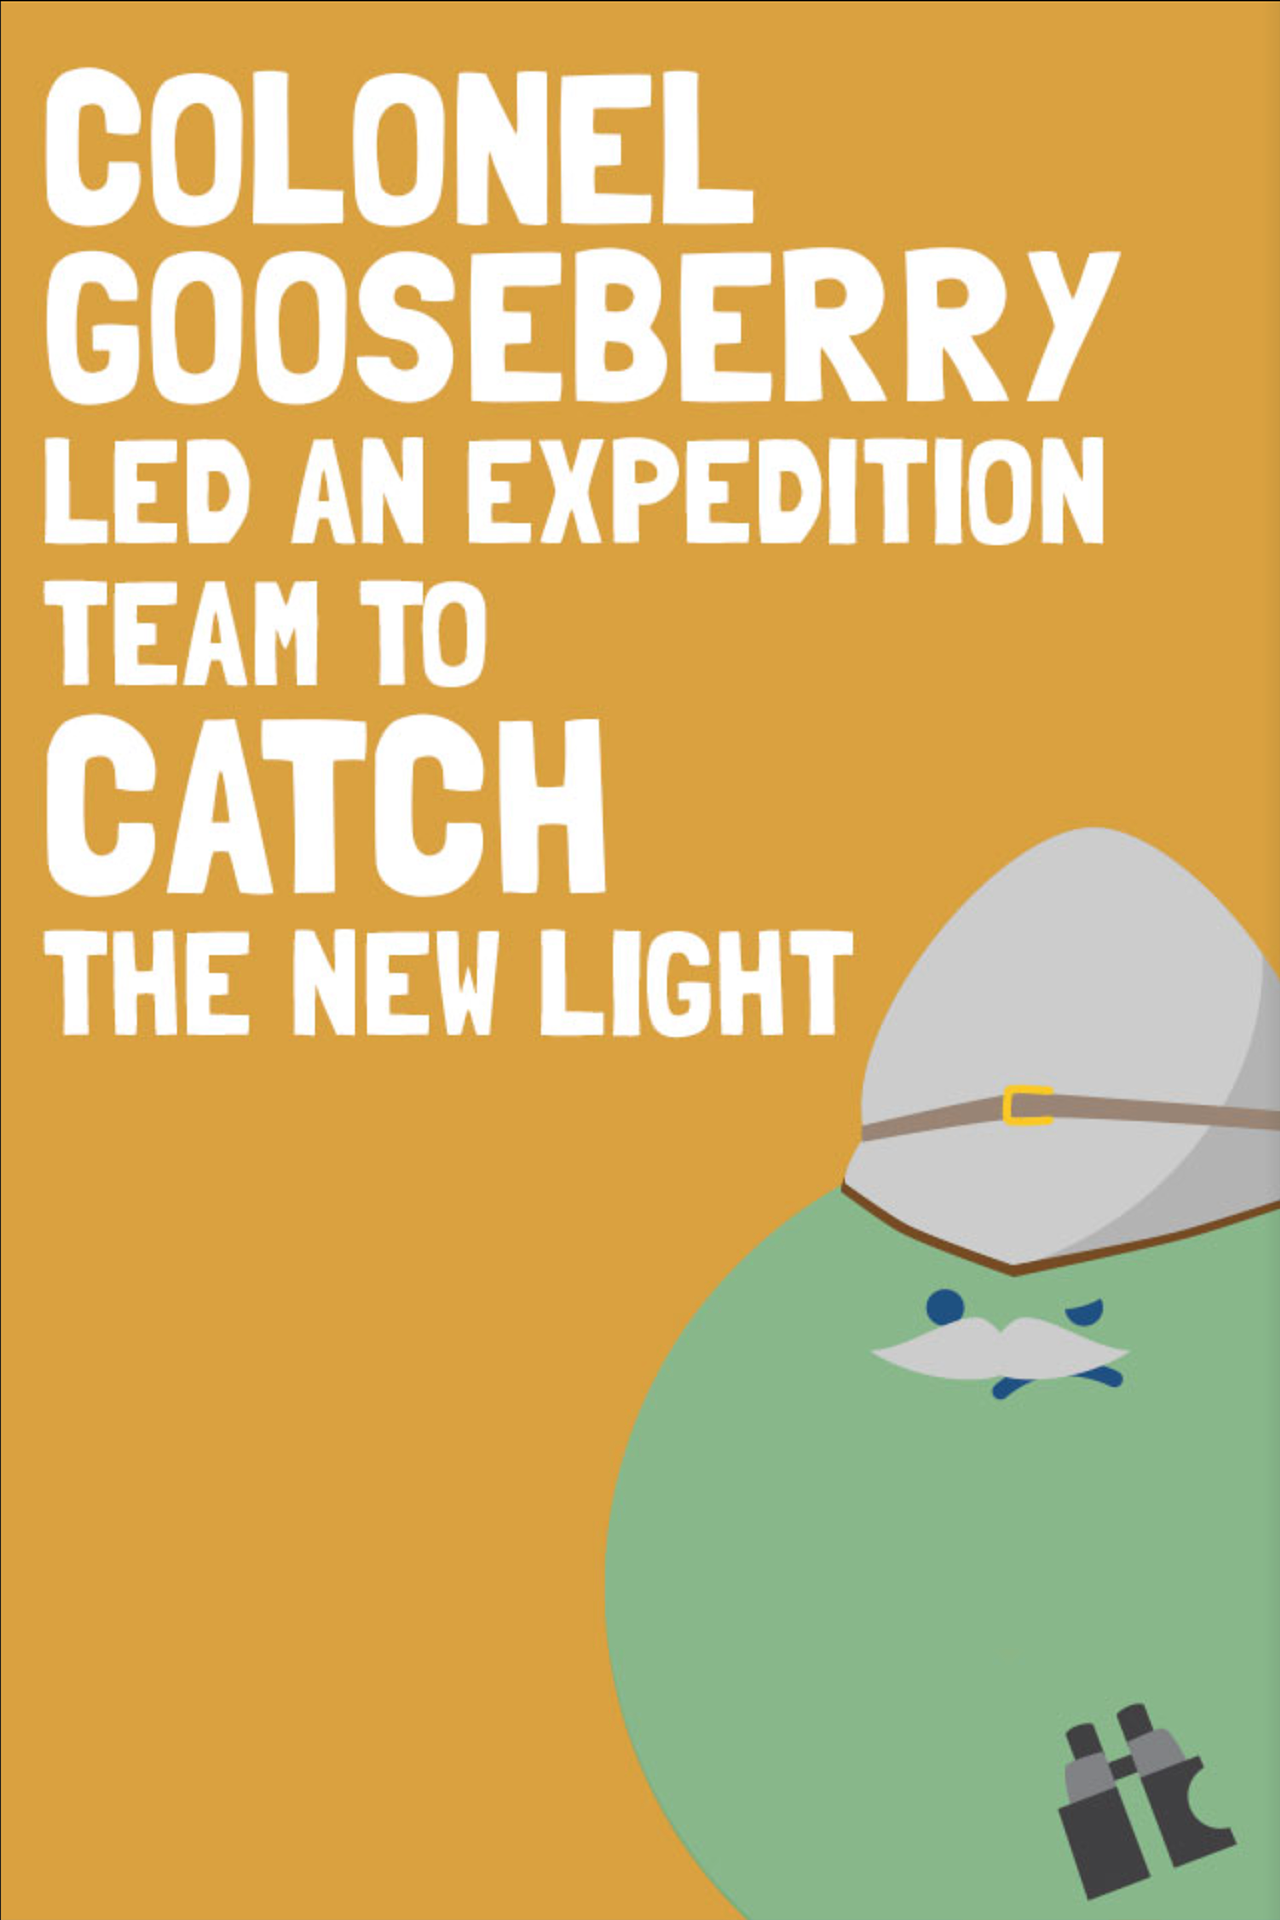 COLONEL
GOOSEBERRY
LED AN EXPEDITION
TEAM TO
CATCH
THE NEW LIGHT